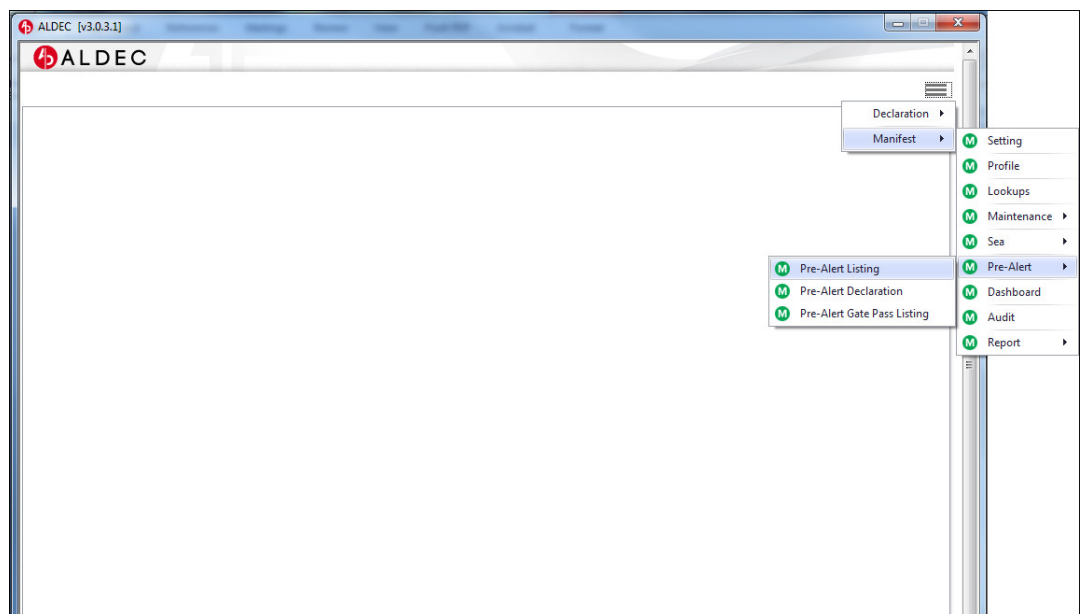 ALDEC [v3.0.3.1]
ALDEC
Declaration
Manifest
Setting
Profile
Lookups
Maintenance
Sea
Pre-Alert
Dashboard
Audit
Report
Pre-Alert Listing
Pre-Alert Declaration
Pre-Alert Gate Pass Listing